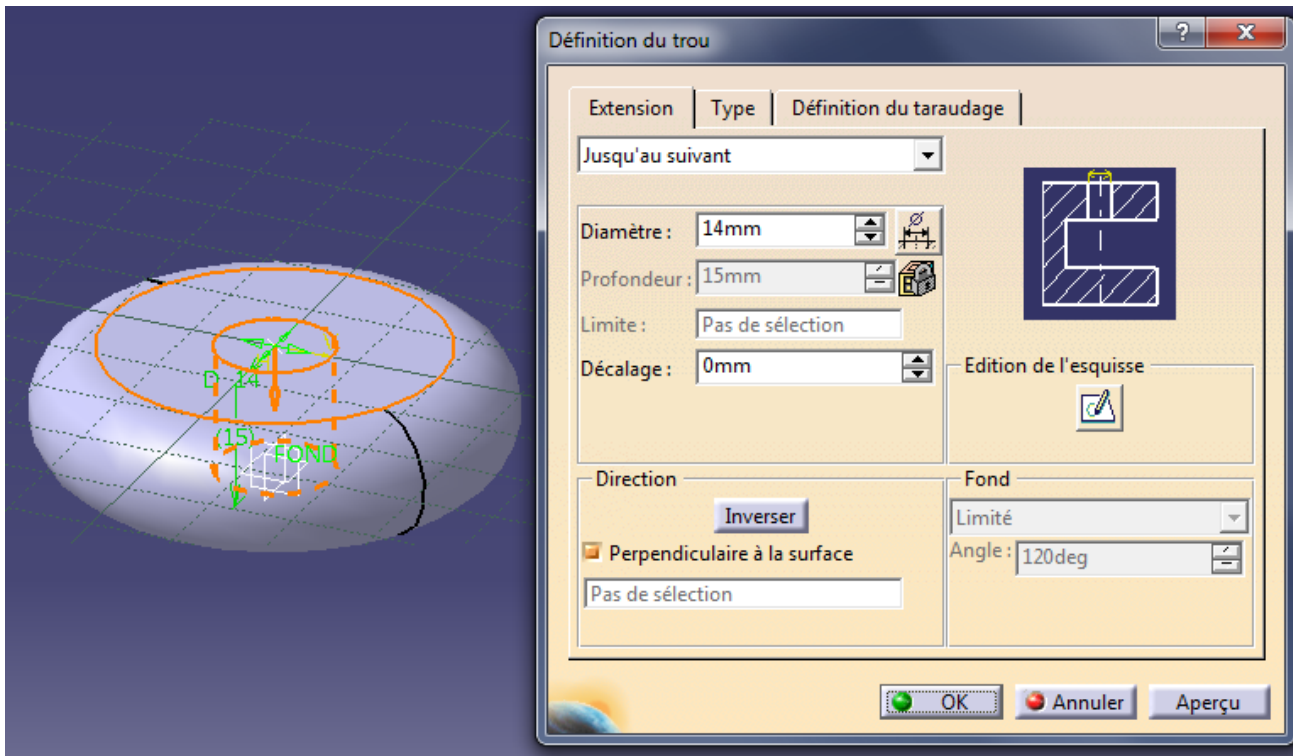 Définition du trou
?
X
Extension
Type
Définition du taraudage
Jusqu'au suivant
Diamètre :
14mm
Profondeur :
15mm
Limite :
Pas de sélection
Décalage :
0mm
Edition de l'esquisse
Direction
Inverser
Perpendiculaire à la surface
Pas de sélection
Fond
Limité
Angle :
120deg
OK
Annuler
Aperçu
D 14
(15)
FOND